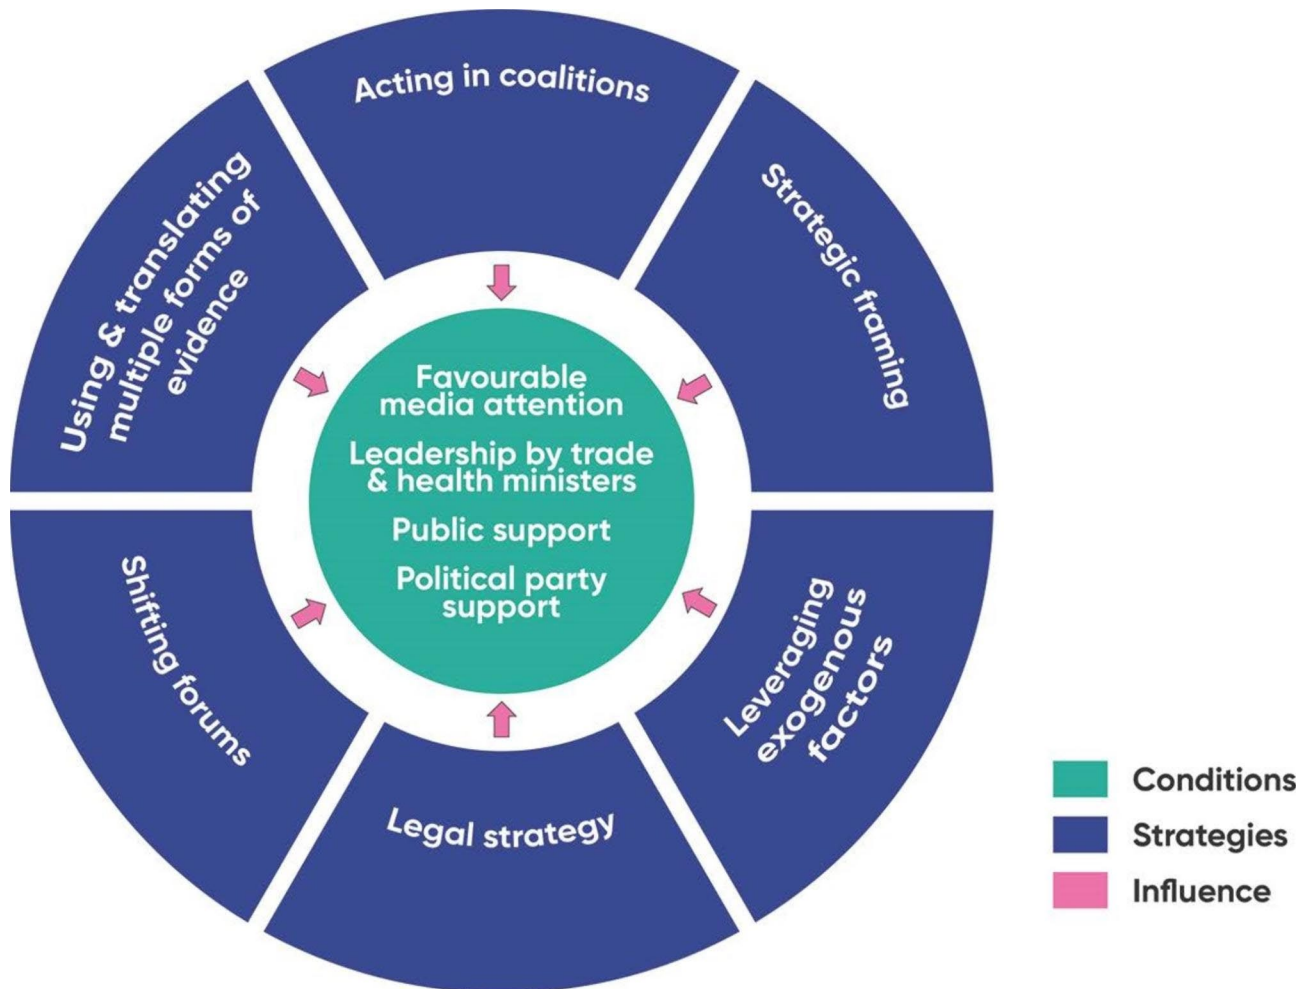 Acting in coalitions
Strategic framing
Leveraging
exogenous
factors
Legal strategy
Shifting forums
Using & translating
multiple forms of
evidence
Favourable
media attention
Leadership by trade
& health ministers
Public support
Political party
support
Conditions
Strategies
Influence